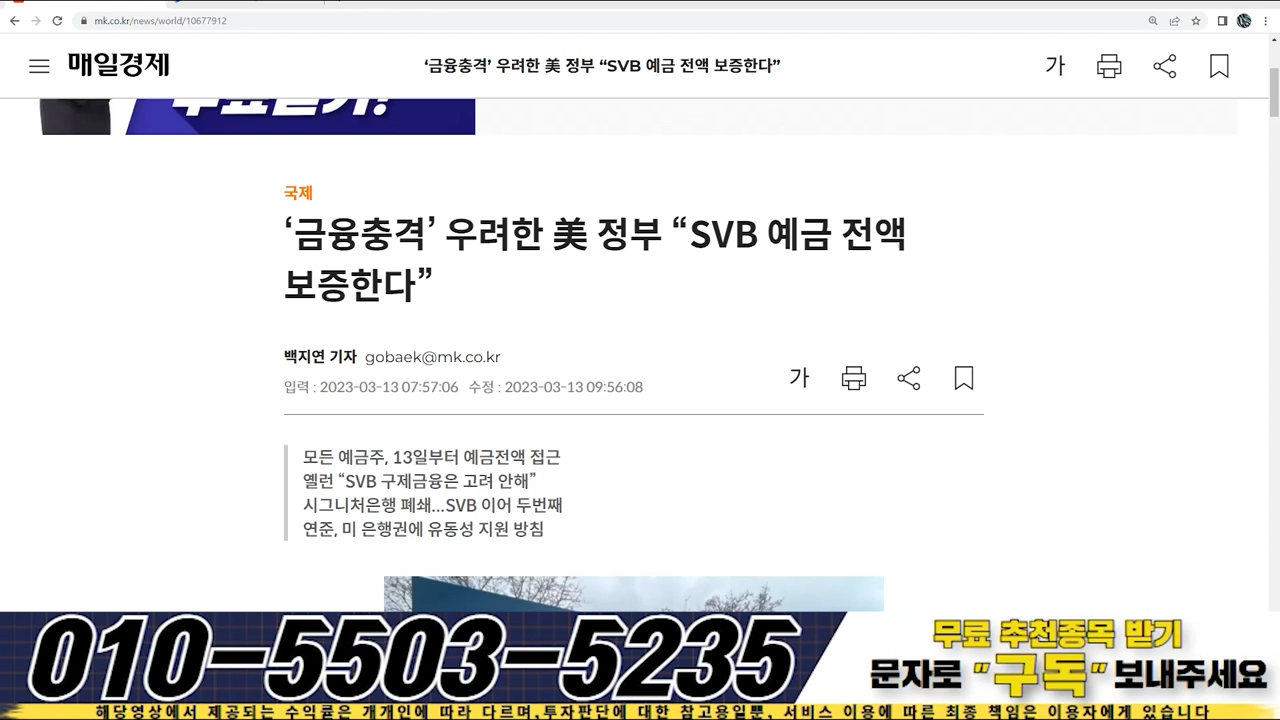 mk.co.kr/news/world/10677912
매일경제
‘금융충격’ 우려한 美 정부 “SVB 예금 전액 보증한다”
가
국제
‘금융충격’ 우려한 美 정부 “SVB 예금 전액
보증한다”
백지연 기자 gobaek@mk.co.kr
입력 : 2023-03-13 07:57:06 수정 : 2023-03-13 09:56:08
가
모든 예금주, 13일부터 예금전액 접근
옐런 “SVB 구제금융은 고려 안해”
시그니처은행 폐쇄...SVB 이어 두번째
연준, 미 은행권에 유동성 지원 방침
010-5503-5235
무료 추천종목 받기
문자로 "구독" 보내주세요
해당영상에서 제공되는 수익률은 개개인에 따라 다르며,투자판단에 대한 참고용일뿐, 서비스 이용에 따른 최종 책임은 이용자에게 있습니다